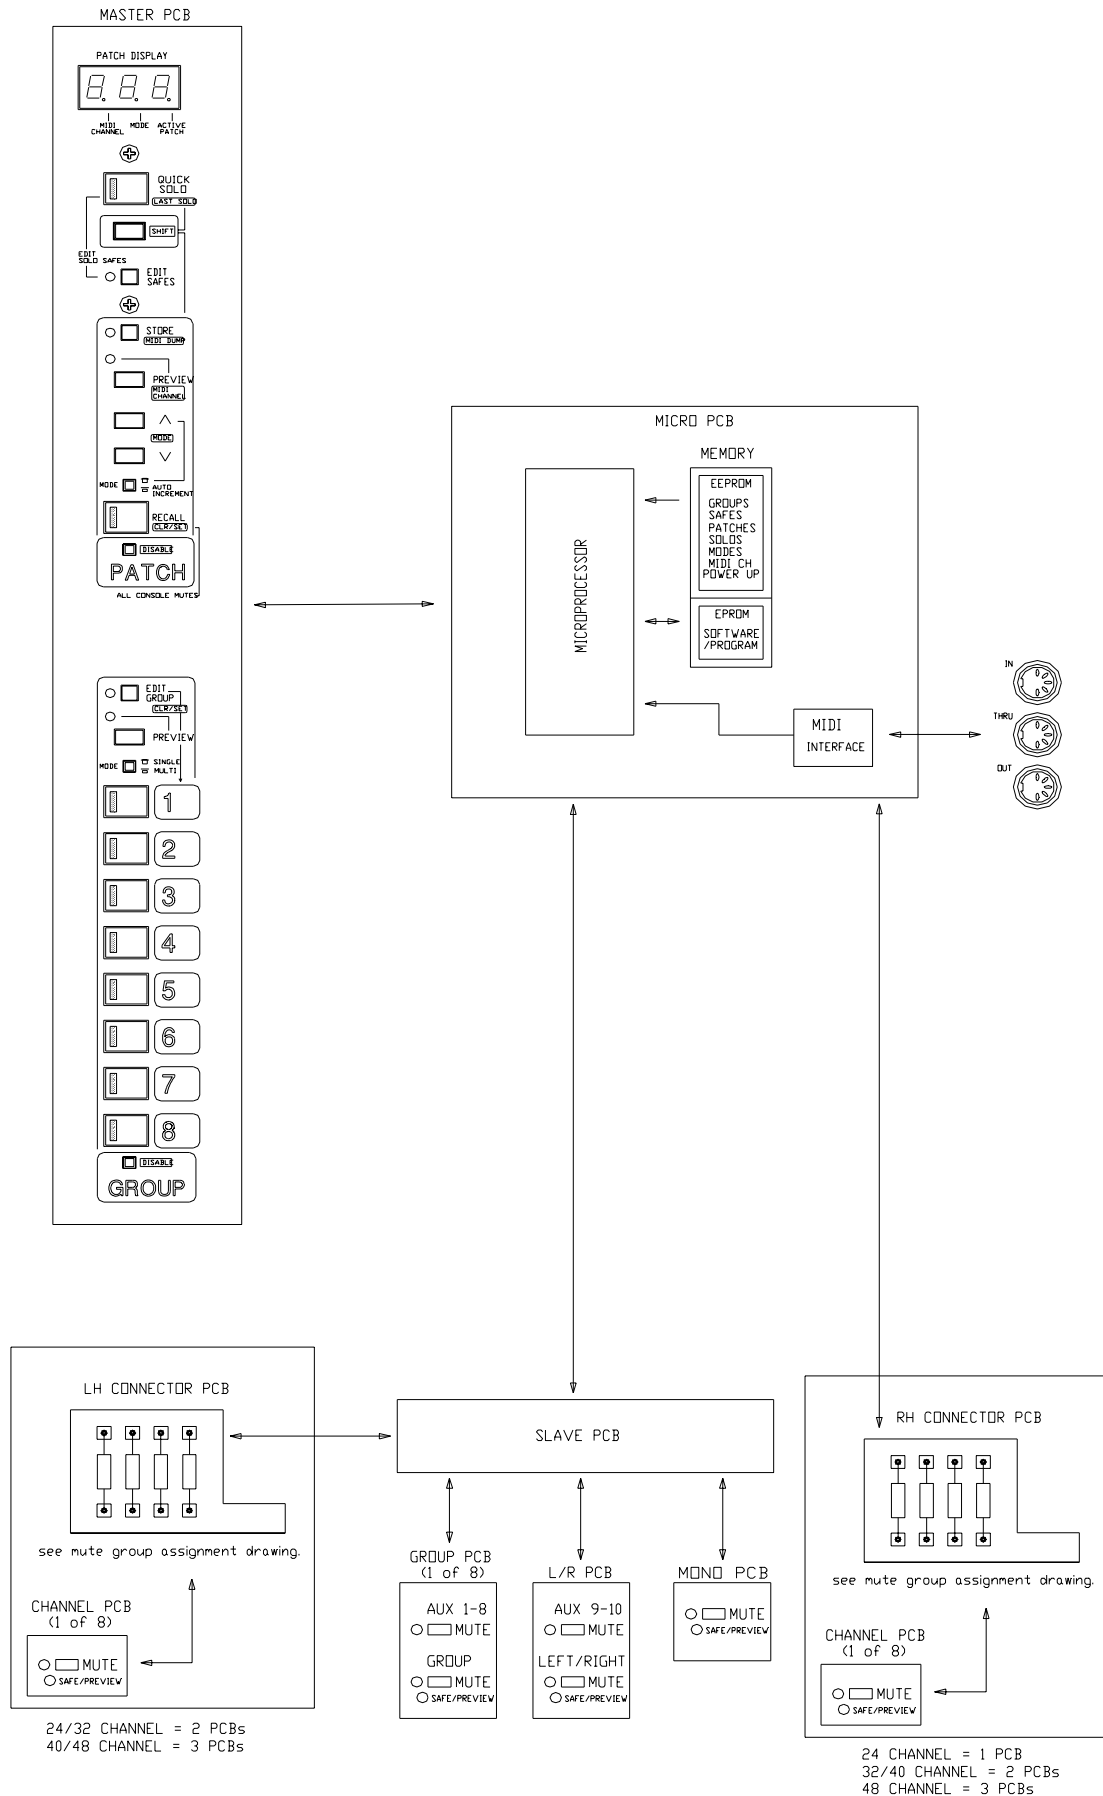 MASTER PCB
PATCH DISPLAY
8. 8. 8.
MIDI CHANNEL
MODE
ACTIVE PATCH
QUICK
SOLO
LAST SOLO
SHIFT
EDIT
SOLO SAFES
EDIT
SAFES
STORE
MIDI DUMP
PREVIEW
MIDI
CHANNEL
MODE
MODE
AUTO
INCREMENT
RECALL
CLR/SET
DISABLE
PATCH
ALL CONSOLE MUTES
EDIT
GROUP
CLR/SET
PREVIEW
MODE
SINGLE
MULTI
1
2
3
4
5
6
7
8
DISABLE
GROUP
MICRO PCB
MICROPROCESSOR
MEMORY
EEPROM
GROUPS
SAFES
PATCHES
SOLOS
MODES
MIDI CH
POWER UP
EPROM
SOFTWARE
/PROGRAM
MIDI
INTERFACE
IN
THRU
OUT
LH CONNECTOR PCB
see mute group assignment drawing.
CHANNEL PCB
(1 of 8)
MUTE
SAFE/PREVIEW
24/32 CHANNEL = 2 PCBs
40/48 CHANNEL = 3 PCBs
SLAVE PCB
GROUP PCB
(1 of 8)
AUX 1-8
MUTE
GROUP
MUTE
SAFE/PREVIEW
L/R PCB
AUX 9-10
MUTE
LEFT/RIGHT
MUTE
SAFE/PREVIEW
MONO PCB
MUTE
SAFE/PREVIEW
RH CONNECTOR PCB
see mute group assignment drawing.
CHANNEL PCB
(1 of 8)
MUTE
SAFE/PREVIEW
24 CHANNEL = 1 PCB
32/40 CHANNEL = 2 PCBs
48 CHANNEL = 3 PCBs